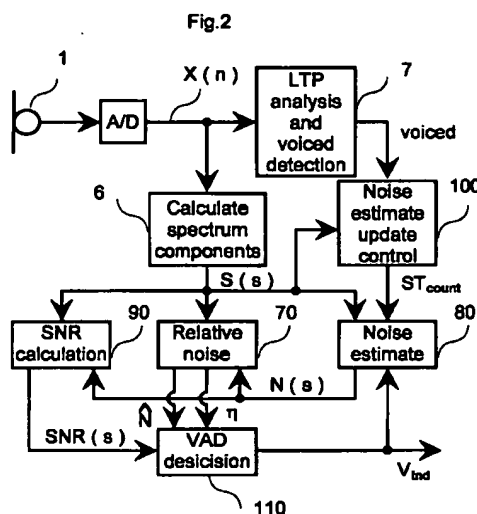 Fig.2
1
X(n)
7
A/D
LTP
analysis
and
voiced
detection
voiced
6
Calculate
spectrum
components
Noise
estimate
update
control
100
S(s)
ST count
90
70
80
SNR
calculation
Relative
noise
Noise
estimate
N(s)
N̂
η
SNR(s)
VAD
desicision
V ind
110